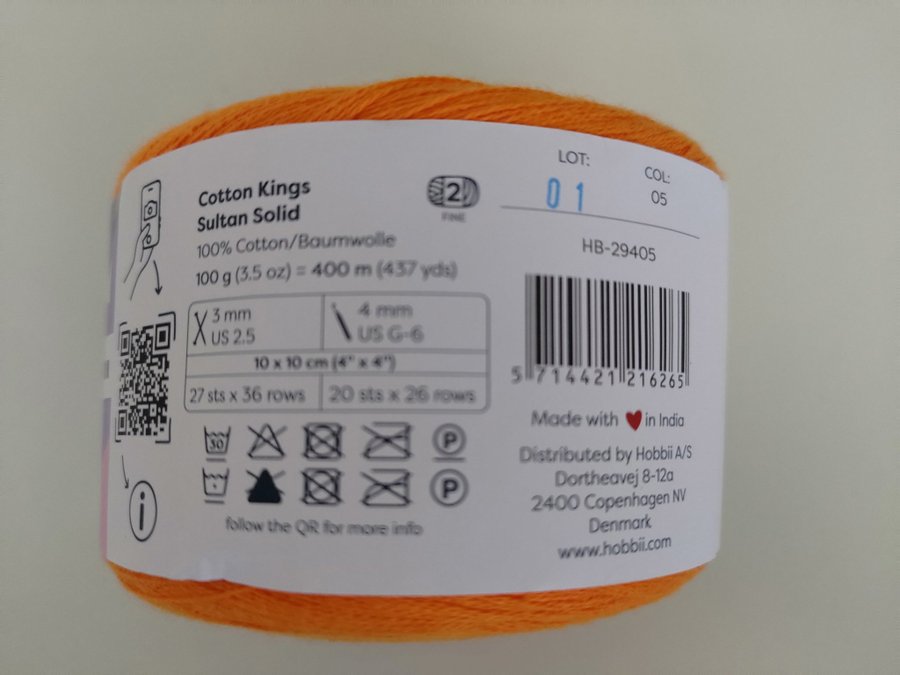 Cotton Kings
Sultan Solid
100% Cotton/Baumwolle
100 g (3.5 oz) = 400 m (437 yds)
2
FINE
3 mm
US 2.5
4 mm
US G-6
10 x 10 cm (4" x 4")
27 sts x 36 rows
20 sts x 26 rows
30
P
P
i
follow the QR for more info
LOT:
01
COL:
05
HB-29405
5 714421 216265
Made with ❤ in India
Distributed by Hobbii A/S
Dortheavej 8-12a
2400 Copenhagen NV
Denmark
www.hobbii.com